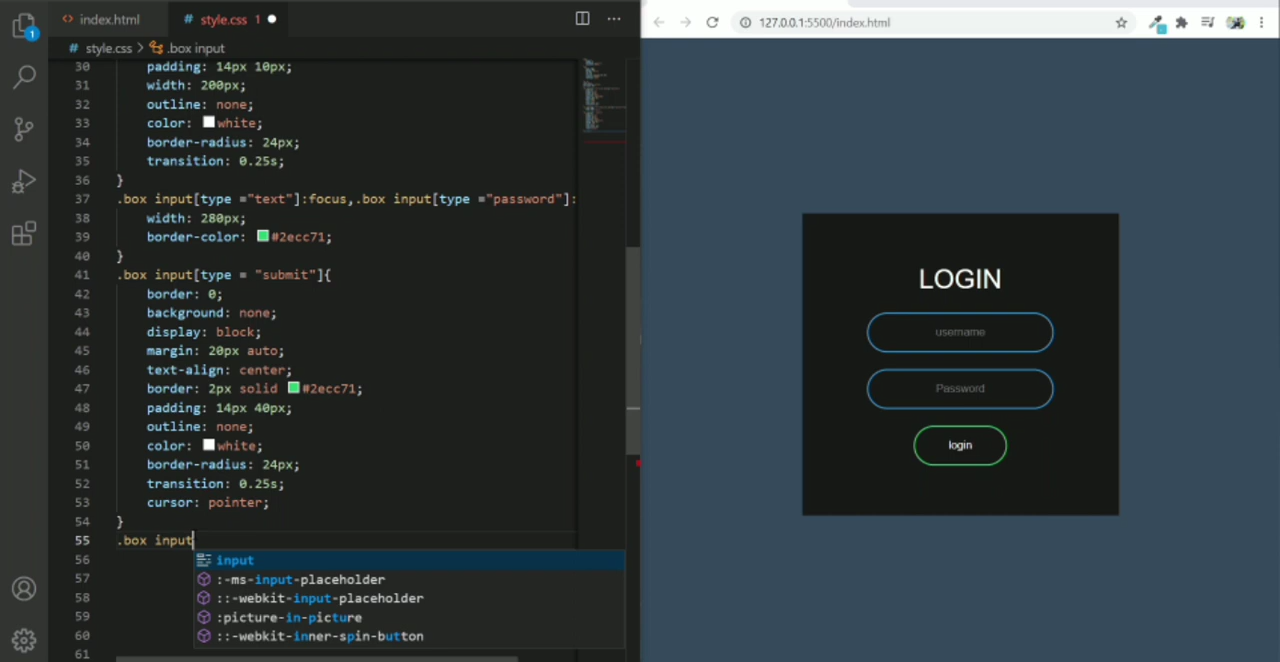 index.html
# style.css 1
# style.css > .box input
30 padding: 14px 10px;
31 width: 200px;
32 outline: none;
33 color: white;
34 border-radius: 24px;
35 transition: 0.25s;
36 }
37 .box input[type ="text"]:focus,.box input[type ="password"]:
38 width: 280px;
39 border-color: #2ecc71;
40 }
41 .box input[type = "submit"]{
42 border: 0;
43 background: none;
44 display: block;
45 margin: 20px auto;
46 text-align: center;
47 border: 2px solid #2ecc71;
48 padding: 14px 40px;
49 outline: none;
50 color: white;
51 border-radius: 24px;
52 transition: 0.25s;
53 cursor: pointer;
54 }
55 .box input
56 input
57 :-ms-input-placeholder
58 ::-webkit-input-placeholder
59 :picture-in-picture
60 ::-webkit-inner-spin-button
61
1
127.0.0.1:5500/index.html
LOGIN
username
Password
login